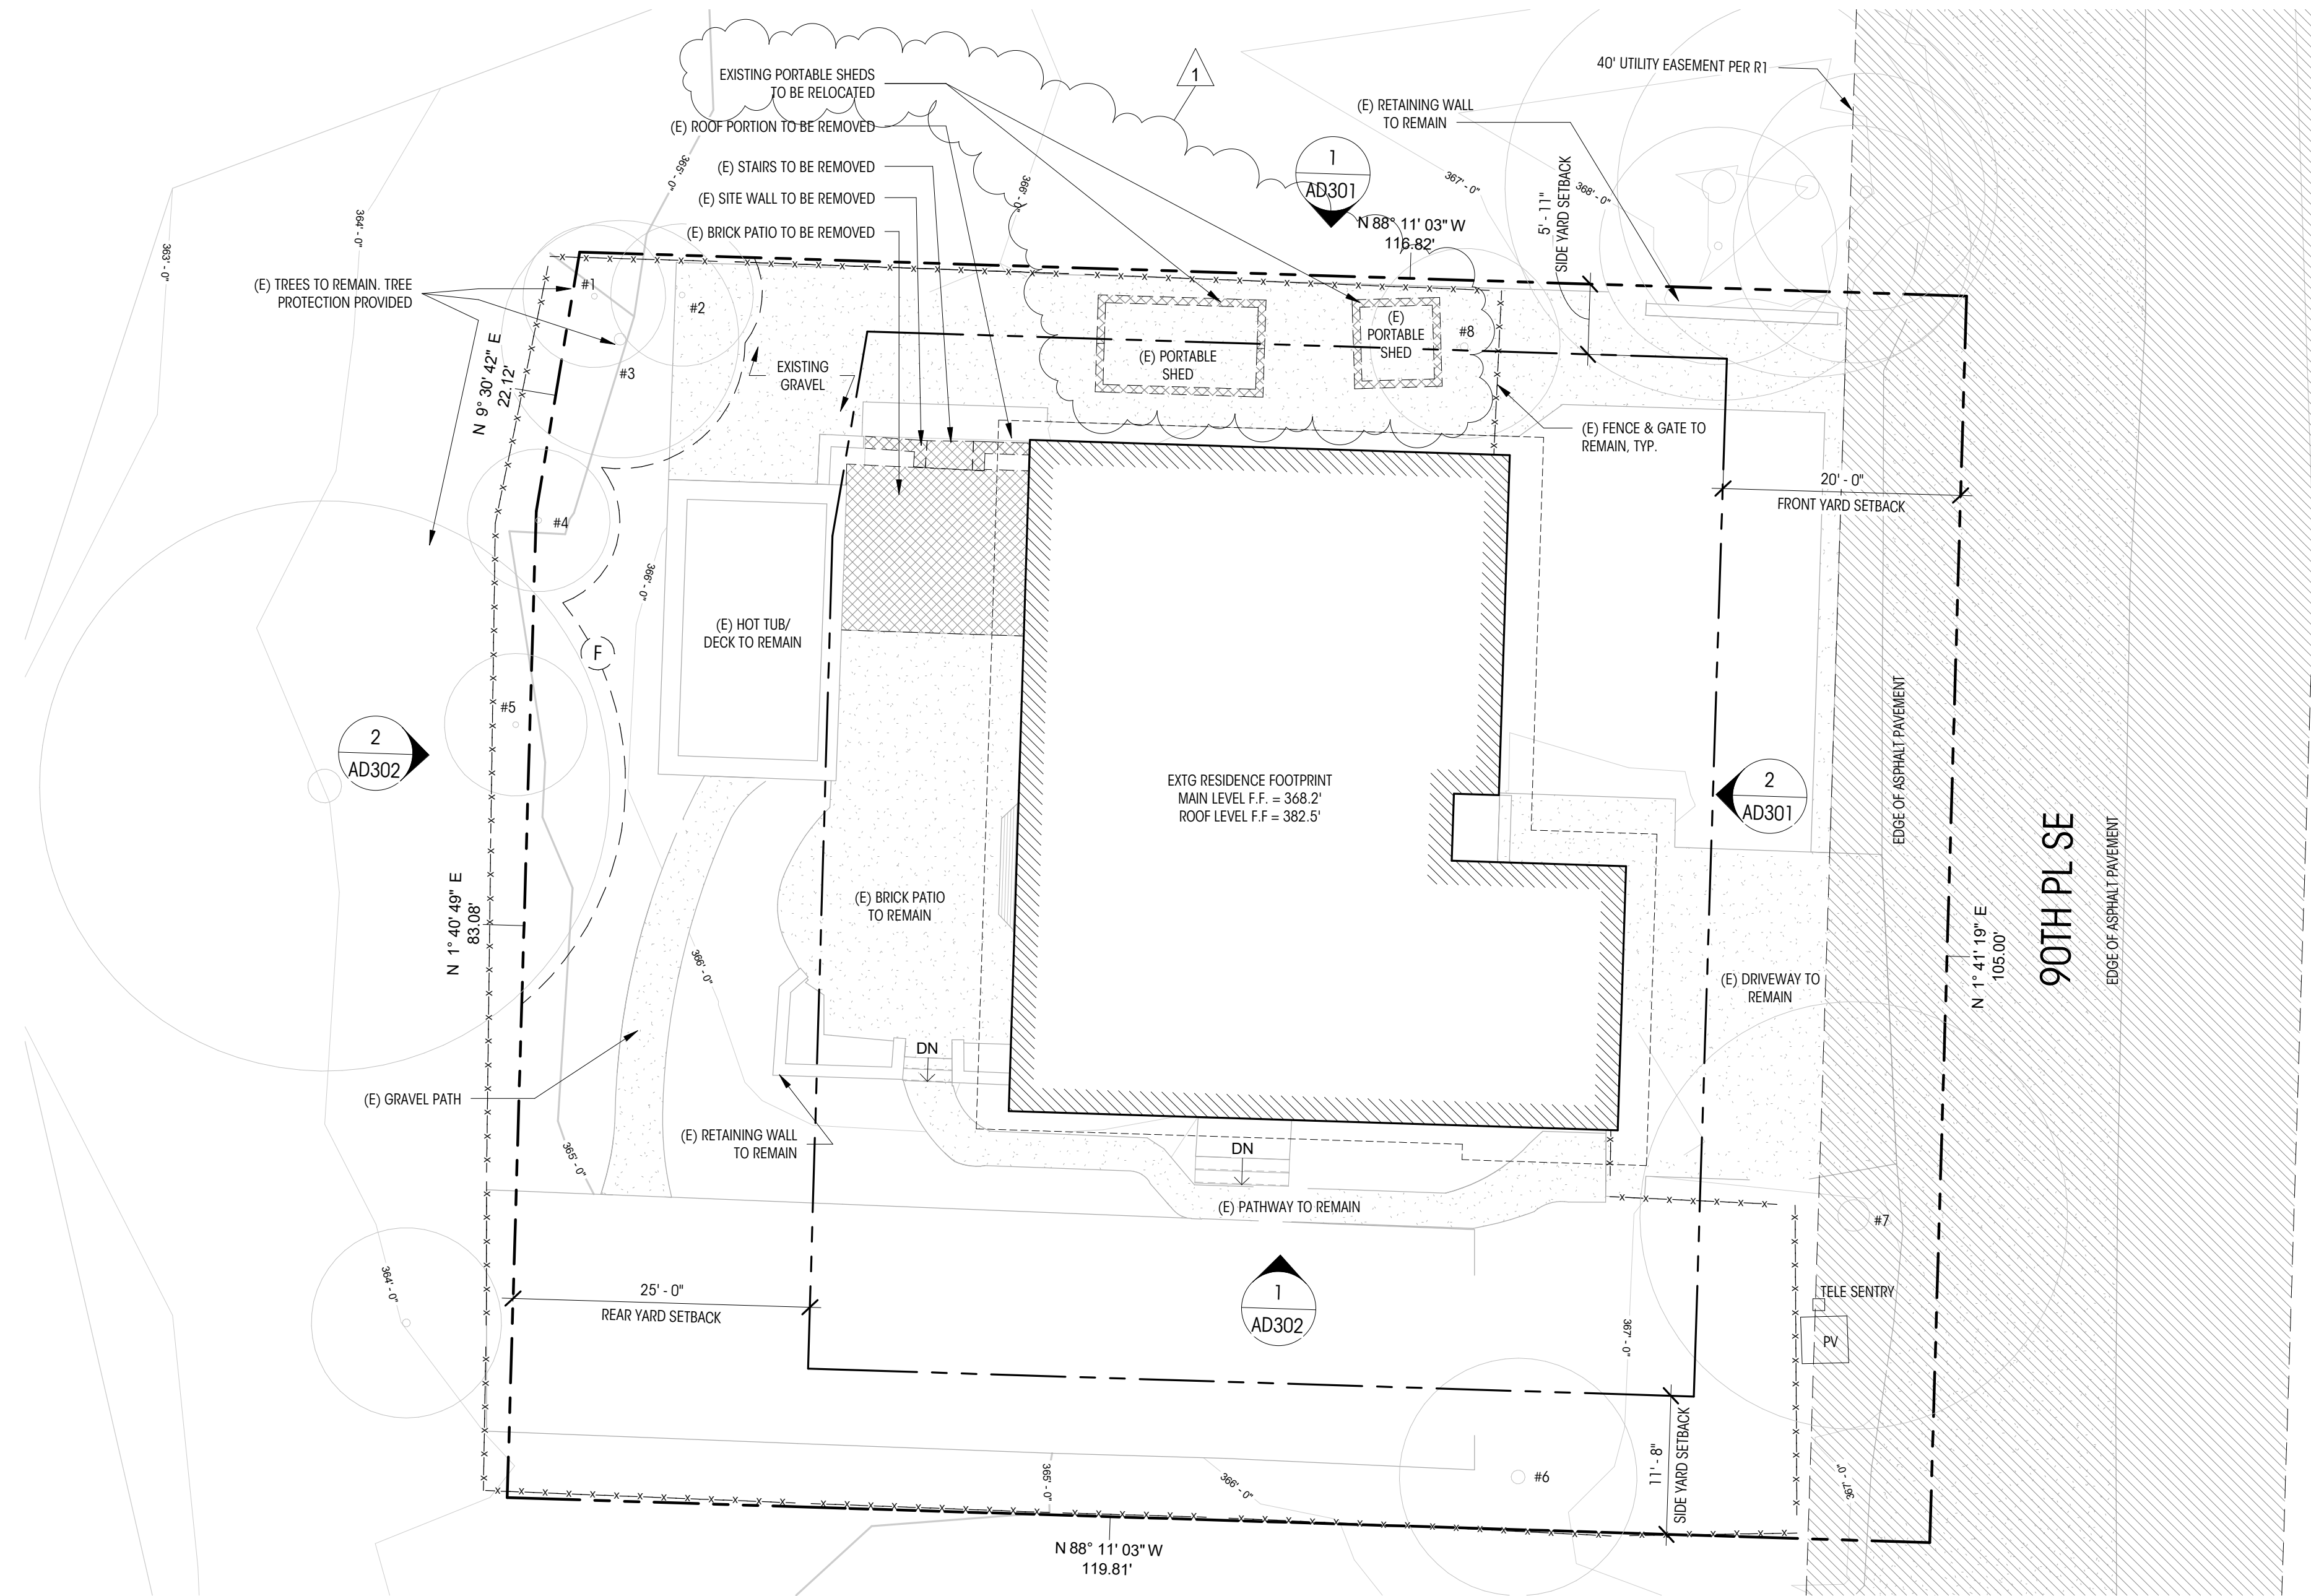 EXISTING PORTABLE SHEDS
TO BE RELOCATED
(E) ROOF PORTION TO BE REMOVED
(E) STAIRS TO BE REMOVED
(E) SITE WALL TO BE REMOVED
(E) BRICK PATIO TO BE REMOVED
1
1
AD301
N 88° 11' 03" W
116.82'
(E) RETAINING WALL
TO REMAIN
40' UTILITY EASEMENT PER R1
5' - 11"
SIDE YARD SETBACK
363' - 0"
364' - 0"
365' - 0"
366' - 0"
367' - 0"
368' - 0"
(E) TREES TO REMAIN. TREE
PROTECTION PROVIDED
#1
#2
#3
#4
N 9° 30' 42" E
22.12'
EXISTING
GRAVEL
(E) PORTABLE
SHED
(E)
PORTABLE
SHED
#8
(E) FENCE & GATE TO
REMAIN, TYP.
20' - 0"
FRONT YARD SETBACK
366' - 0"
(E) HOT TUB/
DECK TO REMAIN
F
#5
2
AD302
EXTG RESIDENCE FOOTPRINT
MAIN LEVEL F.F. = 368.2'
ROOF LEVEL F.F = 382.5'
2
AD301
EDGE OF ASPHALT PAVEMENT
90TH PL SE
EDGE OF ASPHALT PAVEMENT
N 1° 41' 19" E
105.00'
N 1° 40' 49" E
83.08'
(E) BRICK PATIO
TO REMAIN
366' - 0"
(E) DRIVEWAY TO
REMAIN
DN
(E) GRAVEL PATH
(E) RETAINING WALL
TO REMAIN
365' - 0"
DN
(E) PATHWAY TO REMAIN
#7
364' - 0"
25' - 0"
REAR YARD SETBACK
1
AD302
367' - 0"
TELE SENTRY
PV
11' - 8"
SIDE YARD SETBACK
#6
365' - 0"
366' - 0"
367' - 0"
N 88° 11' 03" W
119.81'